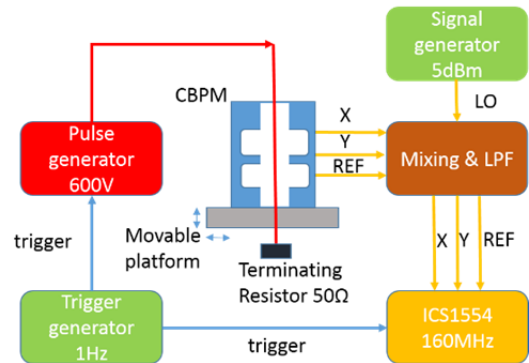 Signal
generator
5dBm
CBPM
LO
X
Y
REF
Pulse
generator
600V
Mixing & LPF
trigger
Movable
platform
X
Y
REF
Terminating
Resistor 50Ω
Trigger
generator
1Hz
trigger
ICS1554
160MHz